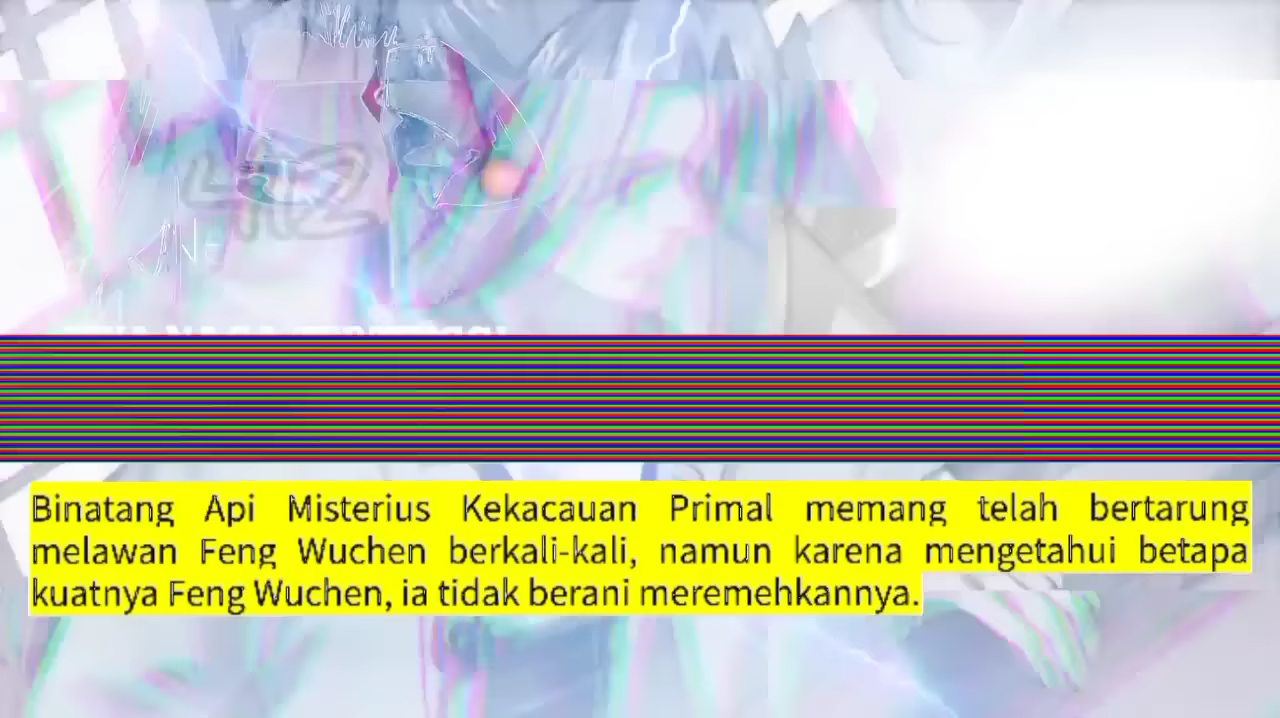 Binatang Api Misterius Kekacauan Primal memang telah bertarung
melawan Feng Wuchen berkali-kali, namun karena mengetahui betapa
kuatnya Feng Wuchen, ia tidak berani meremehkannya.